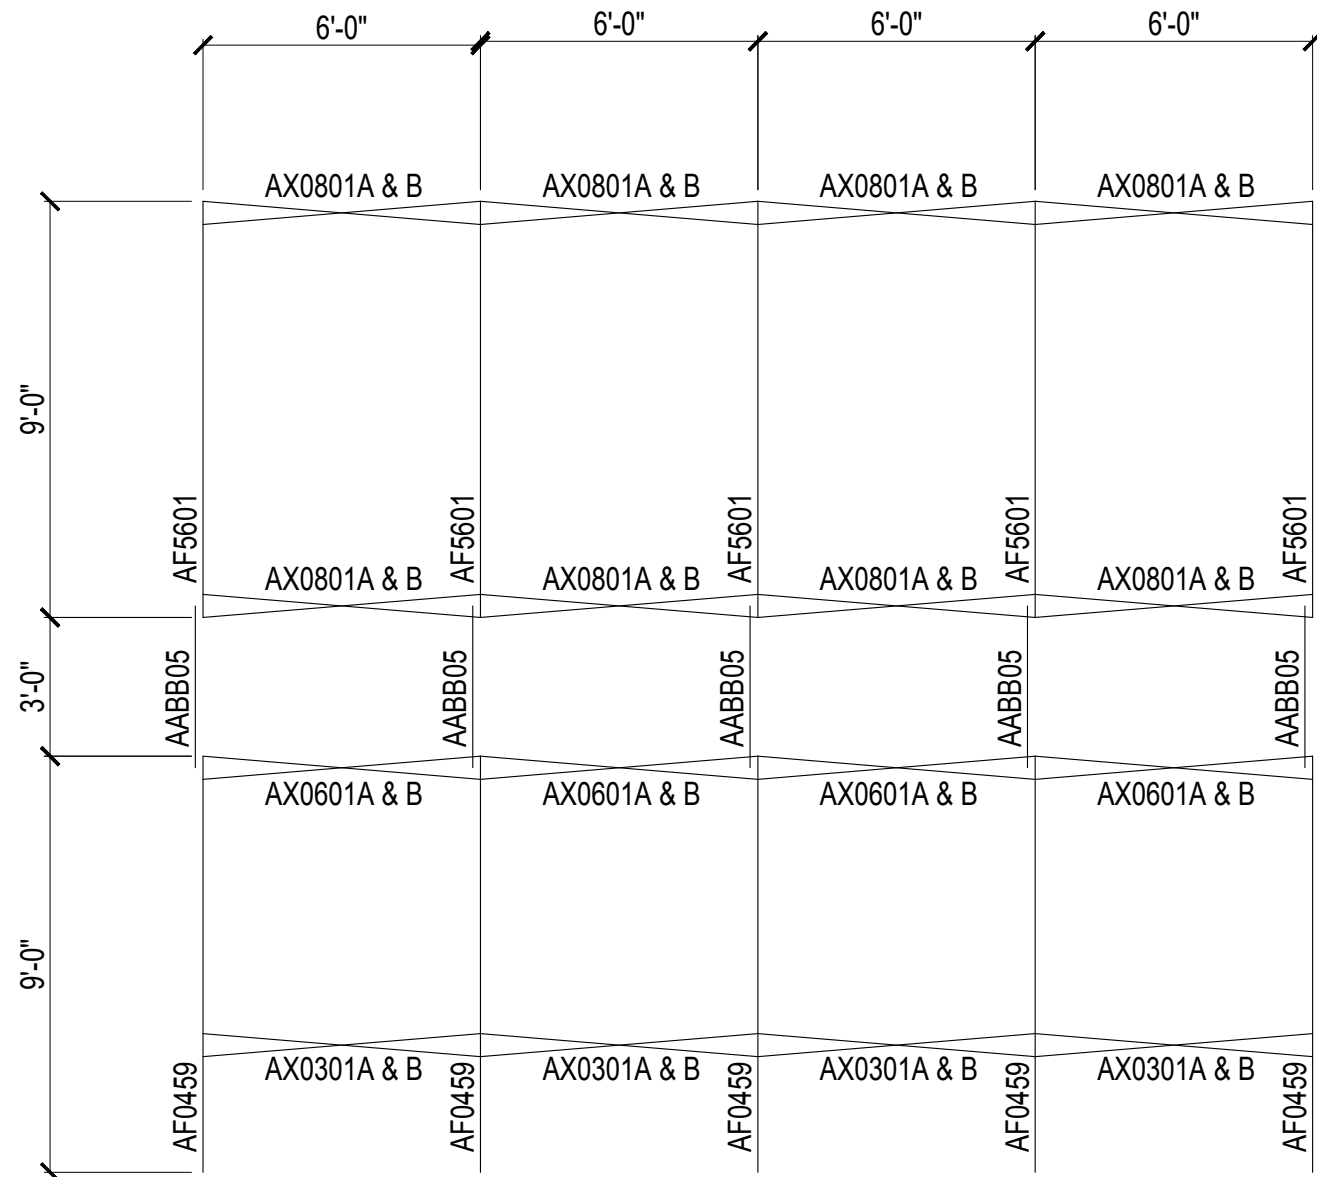 6'-0" 6'-0" 6'-0" 6'-0"
AX0801A & B AX0801A & B AX0801A & B AX0801A & B
9'-0"
AF5601 AF5601 AF5601 AF5601 AF5601
AX0801A & B AX0801A & B AX0801A & B AX0801A & B
3'-0"
AABB05 AABB05 AABB05 AABB05 AABB05
AX0601A & B AX0601A & B AX0601A & B AX0601A & B
9'-0"
AX0301A & B AX0301A & B AX0301A & B AX0301A & B
AF0459 AF0459 AF0459 AF0459 AF0459